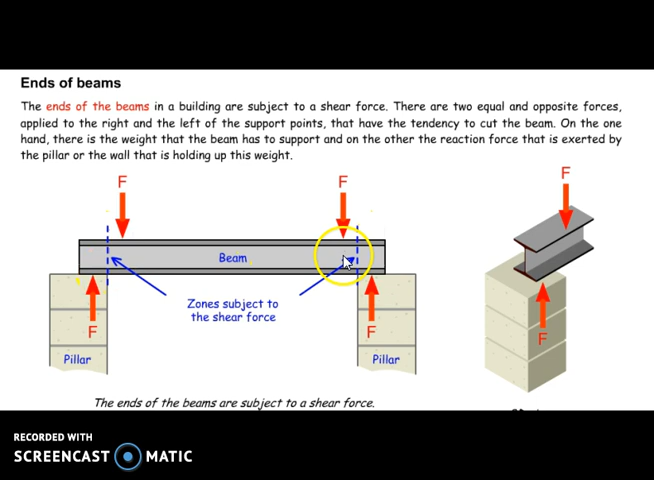 Ends of beams
The ends of the beams in a building are subject to a shear force. There are two equal and opposite forces,
applied to the right and the left of the support points, that have the tendency to cut the beam. On the one
hand, there is the weight that the beam has to support and on the other the reaction force that is exerted by
the pillar or the wall that is holding up this weight.
F
F
F
Beam
Zones subject to
the shear force
F
F
F
Pillar
Pillar
The ends of the beams are subject to a shear force.
RECORDED WITH
SCREENCAST MATIC